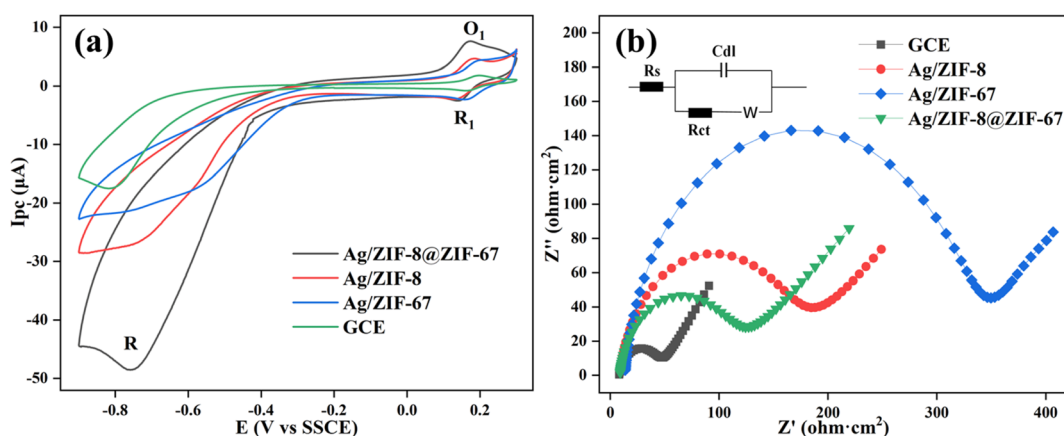 (a)
O₁
R₁
R
Ag/ZIF-8@ZIF-67
Ag/ZIF-8
Ag/ZIF-67
GCE
10
0
-10
-20
-30
-40
-50
Ipc (μA)
-0.8 -0.6 -0.4 -0.2 0.0 0.2
E (V vs SSCE)
(b)
Rs
Cdl
Rct
W
GCE
Ag/ZIF-8
Ag/ZIF-67
Ag/ZIF-8@ZIF-67
200
180
160
140
120
100
80
60
40
20
0
Z'' (ohm·cm²)
0 100 200 300 400
Z' (ohm·cm²)